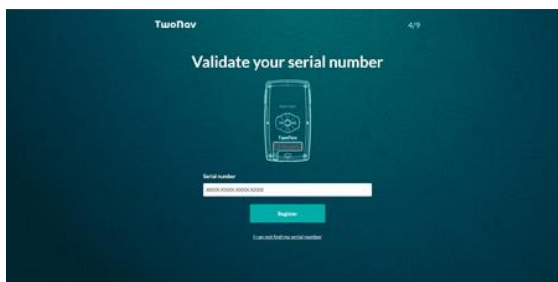 TwoNav
4/9
Validate your serial number
TwoNav
Serial number
XXXXX-XXXXX-XXXXX-XXXXX
Register
I can not find my serial number